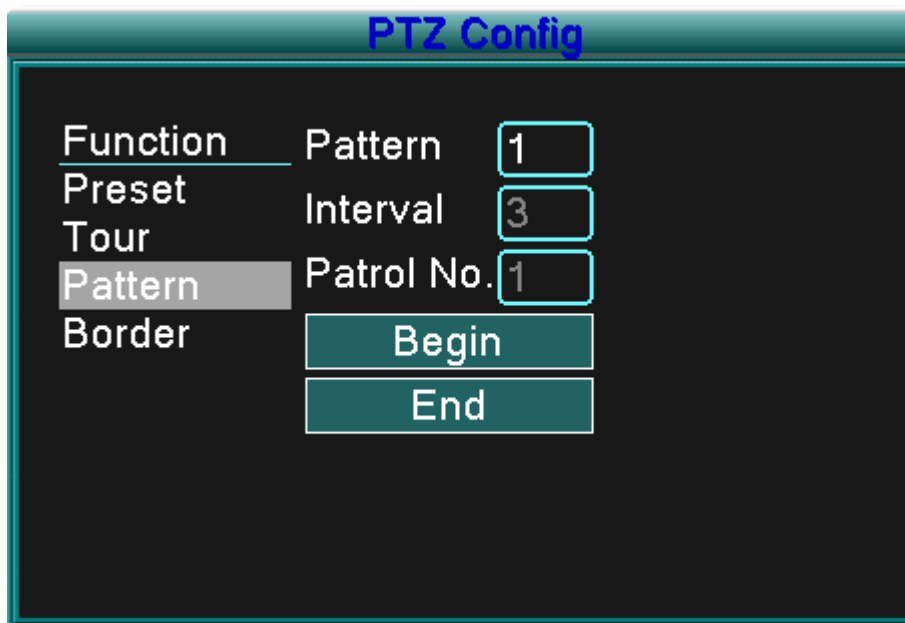 PTZ Config
Function
Preset
Tour
Pattern
Border
Pattern 1
Interval 3
Patrol No. 1
Begin
End